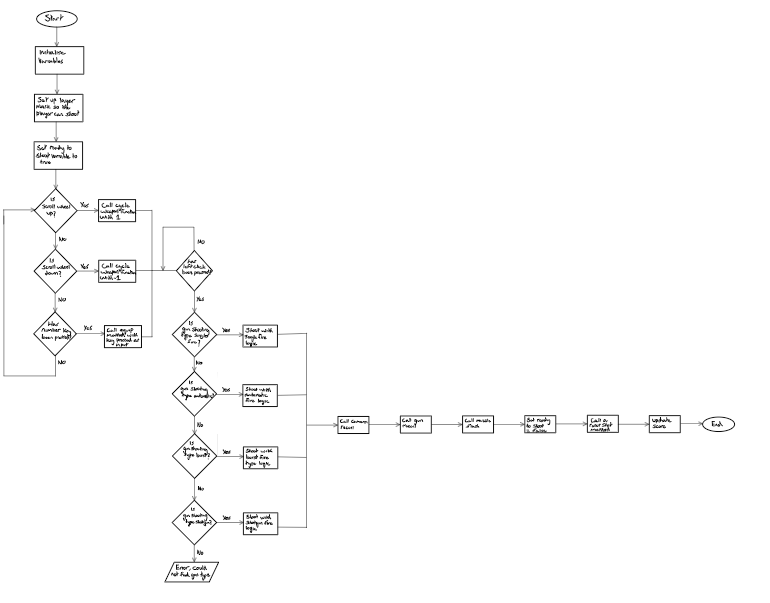 Start
Initialise
Variables
Set up layer
mask so the
player can shoot
Set ready to
shoot variable to
true
Is
Scroll wheel
up?
Yes
Call cycle
weapon function
with 1
No
Is
Scroll wheel
down?
Yes
Call cycle
weapon function
with -1
No
Has
number key
been pressed?
Yes
Call equip
method with
key pressed as
input
No
Has
left click
been pressed?
No
Yes
Is
gun shooting
type single
fire?
Yes
Shoot with
single fire
logic
No
Is
gun shooting
type automatic?
Yes
Shoot with
automatic
fire logic
No
Is
gun shooting
type burst?
Yes
Shoot with
burst fire
type logic
No
Is
gun shooting
type shotgun?
Yes
Shoot with
shotgun fire
logic
No
Error, could
not find gun type
Call camera
recoil
Call gun
recoil
Call muzzle
flash
Set ready
to shoot
Call
reset shot
method
update
score
End